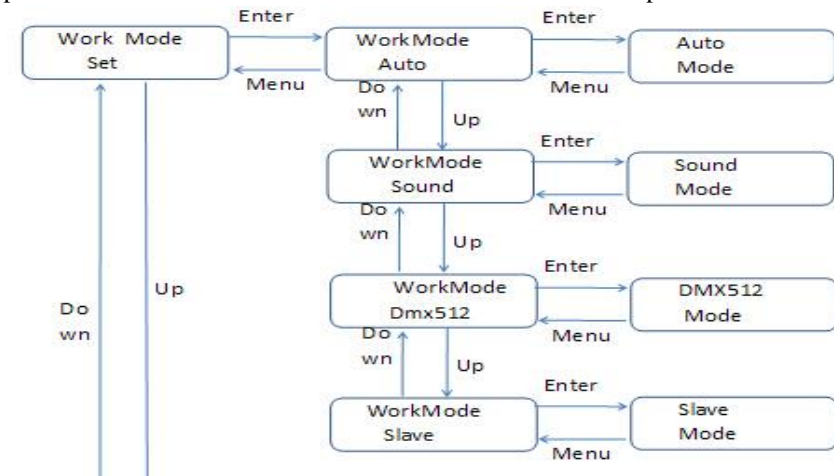 Enter
Enter
Work Mode
Set
WorkMode
Auto
Auto
Mode
Menu
Menu
Do
wn
Up
Enter
WorkMode
Sound
Sound
Mode
Menu
Do
wn
Up
Enter
WorkMode
Dmx512
DMX512
Mode
Menu
Do
wn
Up
Do
wn
Up
Enter
WorkMode
Slave
Slave
Mode
Menu